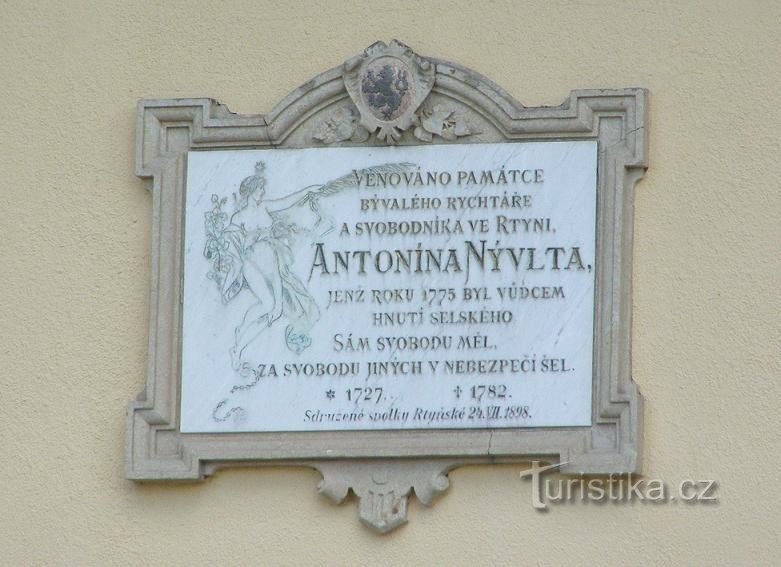 VĚNOVÁNO PAMÁTCE
BÝVALÉHO RYCHTÁŘE
A SVOBODNÍKA VE RTYNI,
ANTONÍNA NÝVLTA,
JENŽ ROKU 1775 BYL VŮDCEM
HNUTÍ SELSKÉHO
SÁM SVOBODU MĚL,
ZA SVOBODU JINÝCH V NEBEZPEČÍ ŠEL.
* 1727. † 1782.
Sdružené spolky Rtyňské 24.VII. 1898.
Turistika.cz